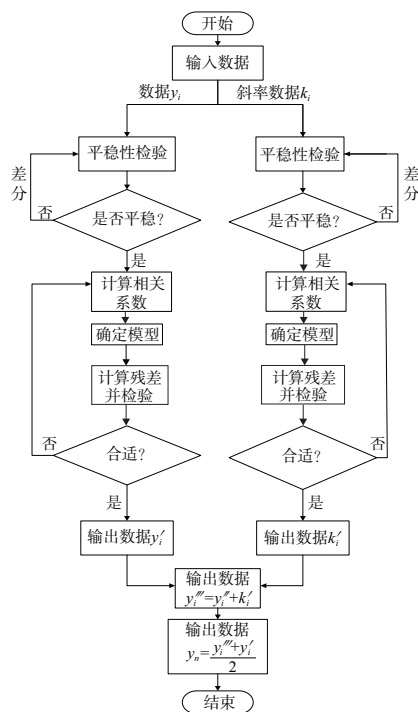 开始
输入数据
数据yᵢ
斜率数据kᵢ
平稳性检验
平稳性检验
差分
差分
否
是否平稳?
是否平稳?
否
是
是
计算相关
系数
计算相关
系数
确定模型
确定模型
计算残差
并检验
计算残差
并检验
否
合适?
合适?
否
是
是
输出数据yᵢ′
输出数据kᵢ′
输出数据
yᵢ‴=yᵢ″+kᵢ′
输出数据
yₙ=(yᵢ‴+yᵢ′)/2
结束